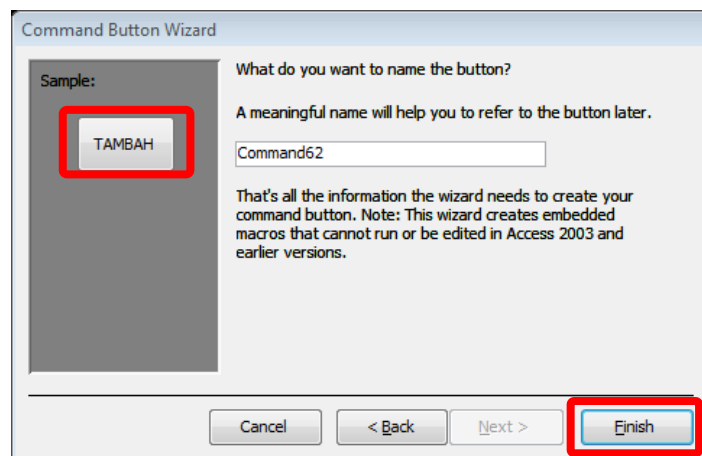 Command Button Wizard
Sample:
TAMBAH
What do you want to name the button?
A meaningful name will help you to refer to the button later.
Command62
That's all the information the wizard needs to create your
command button. Note: This wizard creates embedded
macros that cannot run or be edited in Access 2003 and
earlier versions.
Cancel
< Back
Next >
Finish